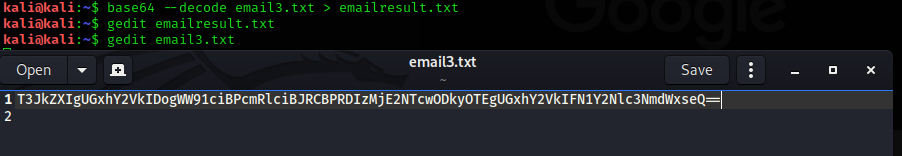 kali@kali:~$ base64 --decode email3.txt > emailresult.txt
kali@kali:~$ gedit emailresult.txt
kali@kali:~$ gedit email3.txt
Open
email3.txt
~
Save
1 T3JkZXIgUGxhY2VkIDogWW91ciBPcmRlciBJRCBPRDIzMjE2NTcwODkyOTEgUGxhY2VkIFN1Y2Nlc3NmdWxseQ==
2
Google